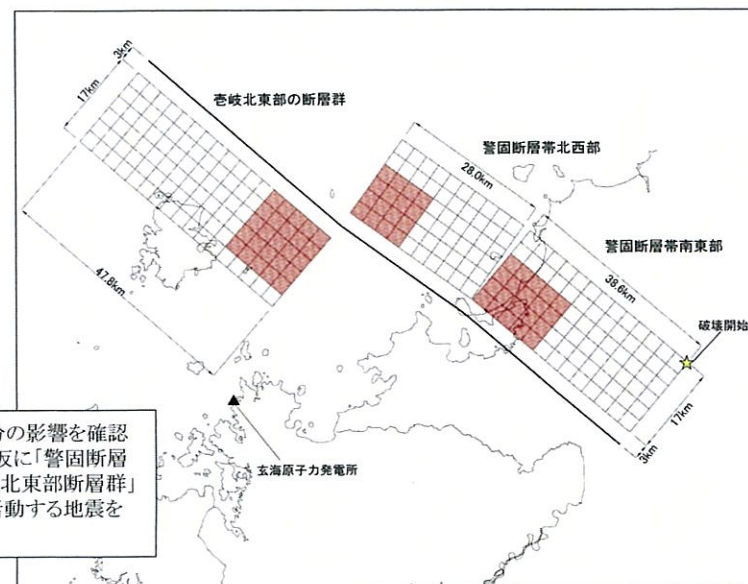 3km
17km
壱岐北東部の断層群
警固断層帯北西部
28.0km
警固断層帯南東部
38.6km
47.8km
破壊開始
17km
3km
玄海原子力発電所
の影響を確認
に「警固断層
北東部断層群」
動する地震を